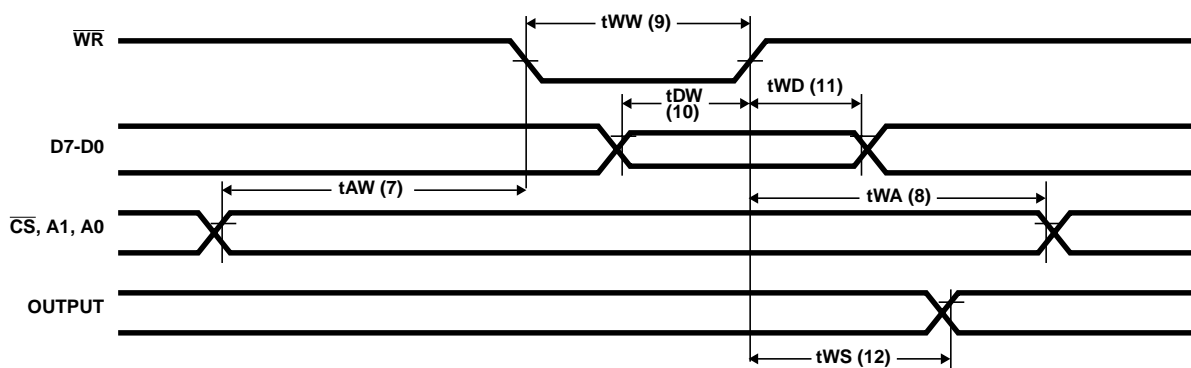 tWW (9)
WR
tDW
(10)
tWD (11)
D7-D0
tAW (7)
tWA (8)
CS, A1, A0
OUTPUT
tWS (12)